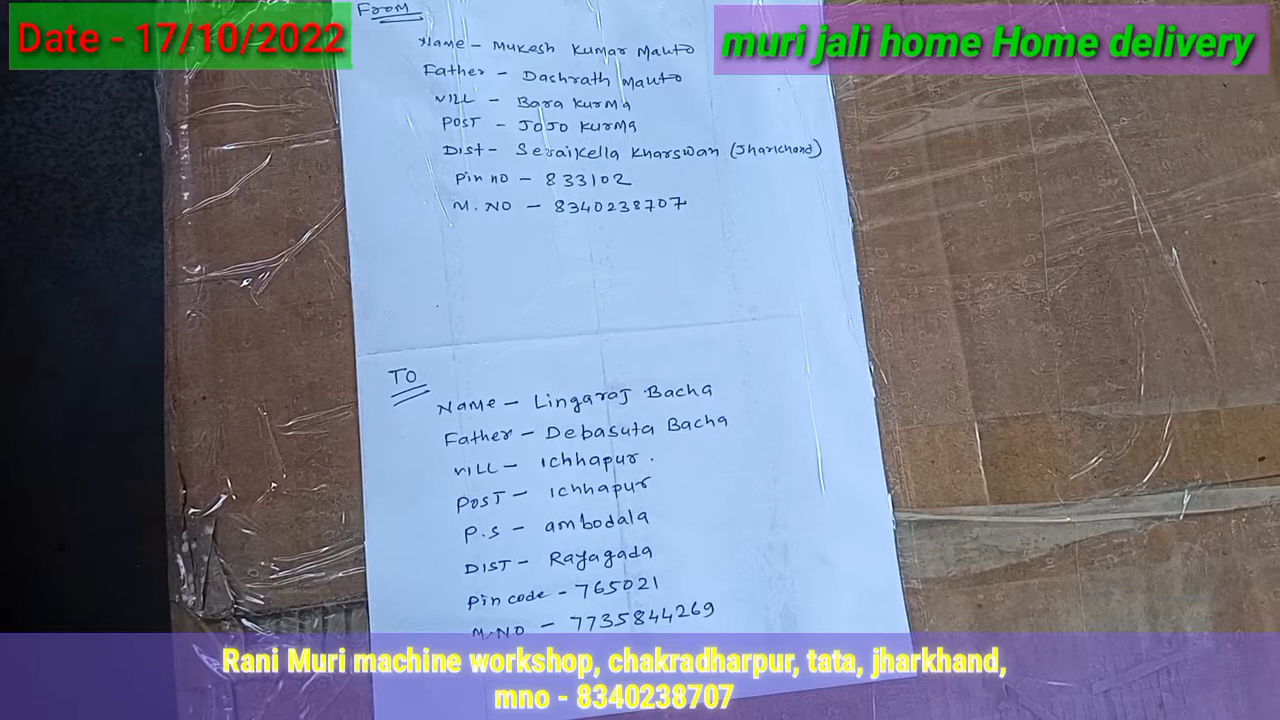 Date - 17/10/2022
muri jali home Home delivery
FROM
Name - Mukesh Kumar Mahto
Father - Dashrath Mahto
VILL - Bara Kurma
POST - JOJO KURMA
Dist - Seraikella Kharswan (Jharkhand)
Pin no - 833102
M. NO - 8340238707
TO
Name - Lingaraj Bacha
Father - Debasuta Bacha
VILL - Ichhapur.
POST - Ichhapur
P.S - ambodala
DIST - Rayagada
Pin code - 765021
M.NO - 7735844269
Rani Muri machine workshop, chakradharpur, tata, jharkhand,
mno - 8340238707